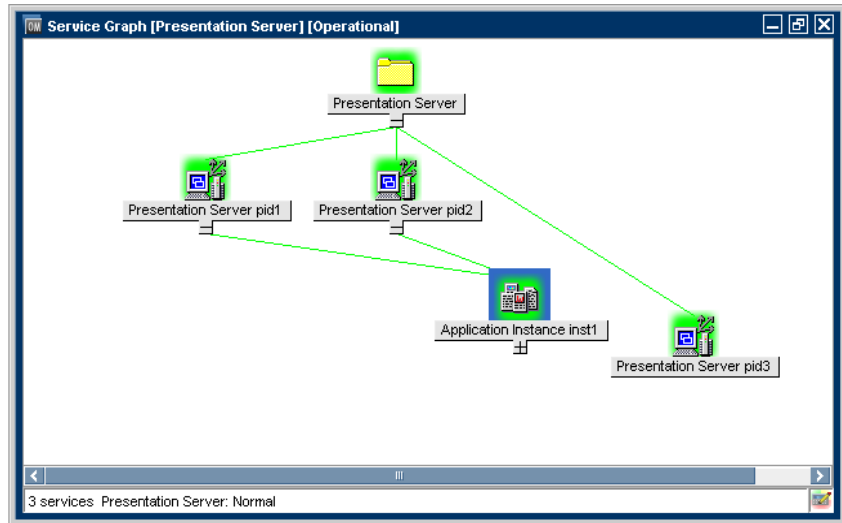 OM Service Graph [Presentation Server] [Operational]
Presentation Server
Presentation Server pid1
Presentation Server pid2
Application Instance inst1
Presentation Server pid3
3 services Presentation Server: Normal